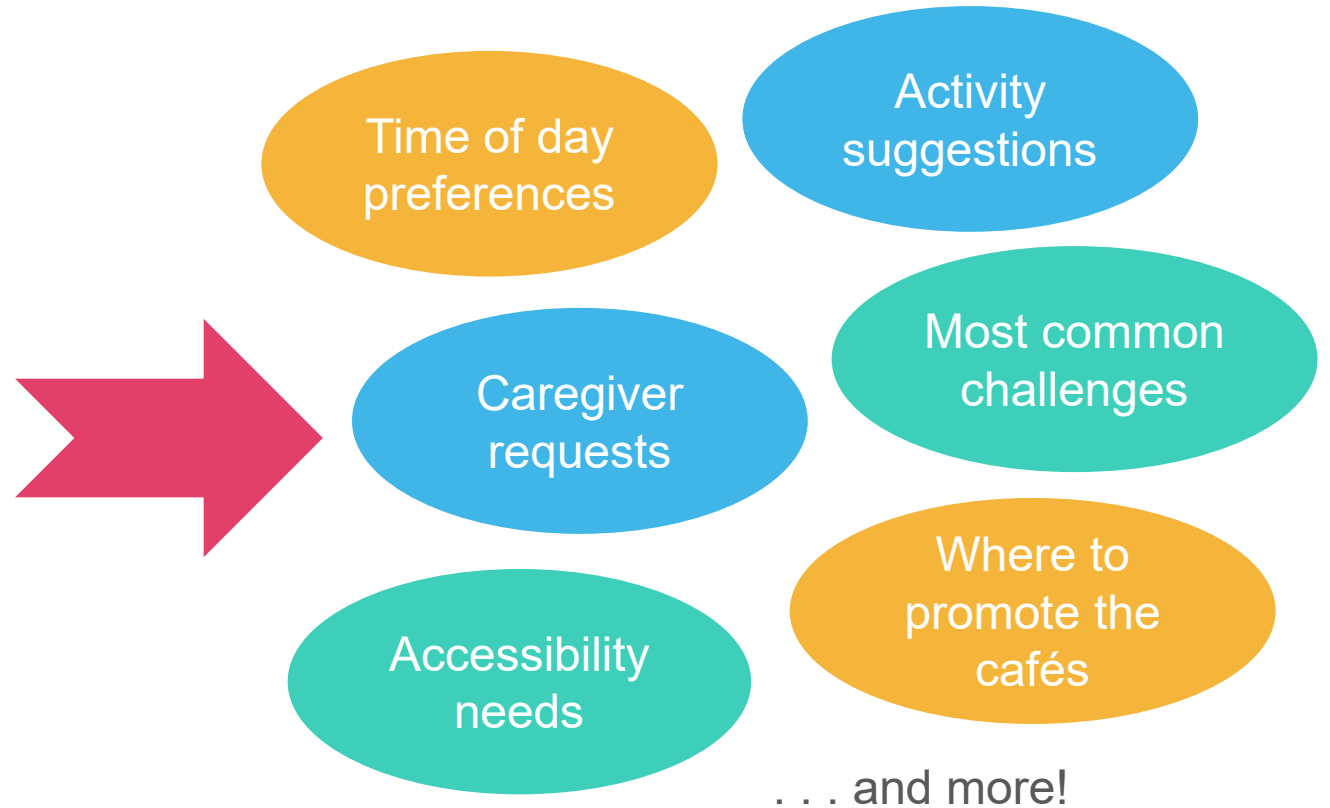 Time of day
preferences
Activity
suggestions
Caregiver
requests
Most common
challenges
Accessibility
needs
Where to
promote the
cafés
. . . and more!